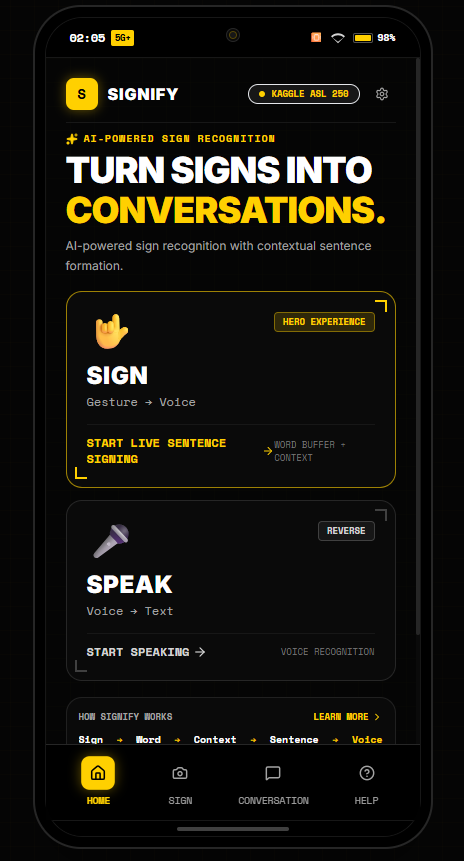 02:05 5G+ 98%
S SIGNIFY KAGGLE ASL 250
AI-POWERED SIGN RECOGNITION
TURN SIGNS INTO
CONVERSATIONS.
AI-powered sign recognition with contextual sentence
formation.
HERO EXPERIENCE
SIGN
Gesture → Voice
START LIVE SENTENCE
SIGNING →
WORD BUFFER +
CONTEXT
REVERSE
SPEAK
Voice → Text
START SPEAKING → VOICE RECOGNITION
HOW SIGNIFY WORKS LEARN MORE >
Sign → Word → Context → Sentence → Voice
HOME SIGN CONVERSATION HELP